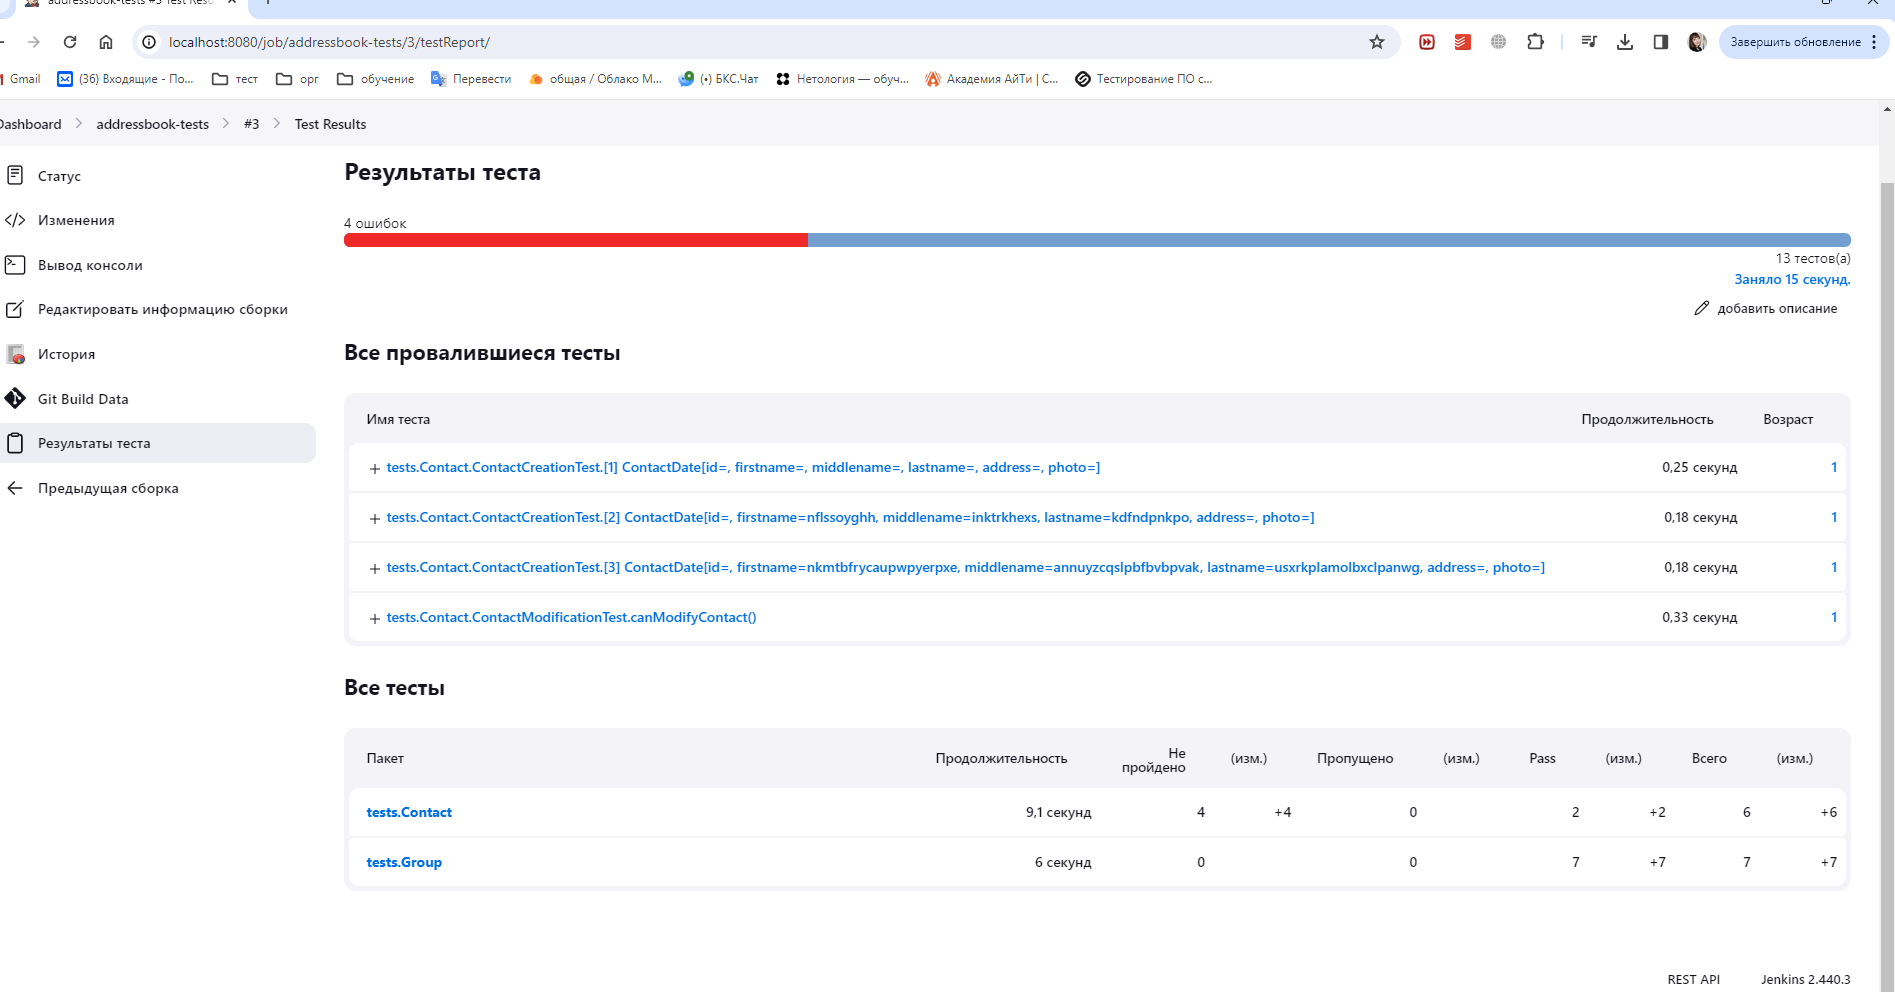 addressbook-tests #3 Test Resu
localhost:8080/job/addressbook-tests/3/testReport/
Завершить обновление
Gmail (36) Входящие - По... тест орг обучение Перевести общая / Облако М... (•) БКС.Чат Нетология — обуч... Академия АйТи | С... Тестирование ПО с...
Dashboard addressbook-tests #3 Test Results
Статус
Изменения
Вывод консоли
Редактировать информацию сборки
История
Git Build Data
Результаты теста
Предыдущая сборка
Результаты теста
4 ошибок
13 тестов(а)
Заняло 15 секунд.
добавить описание
Все провалившиеся тесты
Имя теста Продолжительность Возраст
tests.Contact.ContactCreationTest.[1] ContactDate[id=, firstname=, middlename=, lastname=, address=, photo=] 0,25 секунд 1
tests.Contact.ContactCreationTest.[2] ContactDate[id=, firstname=nflssoyghh, middlename=inktrkhexs, lastname=kdfndpnkpo, address=, photo=] 0,18 секунд 1
tests.Contact.ContactCreationTest.[3] ContactDate[id=, firstname=nkmtbfrycaupwpyerpxe, middlename=annuyzcqslpbfbvbpvak, lastname=usxrkplamolbxclpanwg, address=, photo=] 0,18 секунд 1
tests.Contact.ContactModificationTest.canModifyContact() 0,33 секунд 1
Все тесты
Пакет Продолжительность Не пройдено (изм.) Пропущено (изм.) Pass (изм.) Всего (изм.)
tests.Contact 9,1 секунд 4 +4 0 2 +2 6 +6
tests.Group 6 секунд 0 0 7 +7 7 +7
REST API Jenkins 2.440.3